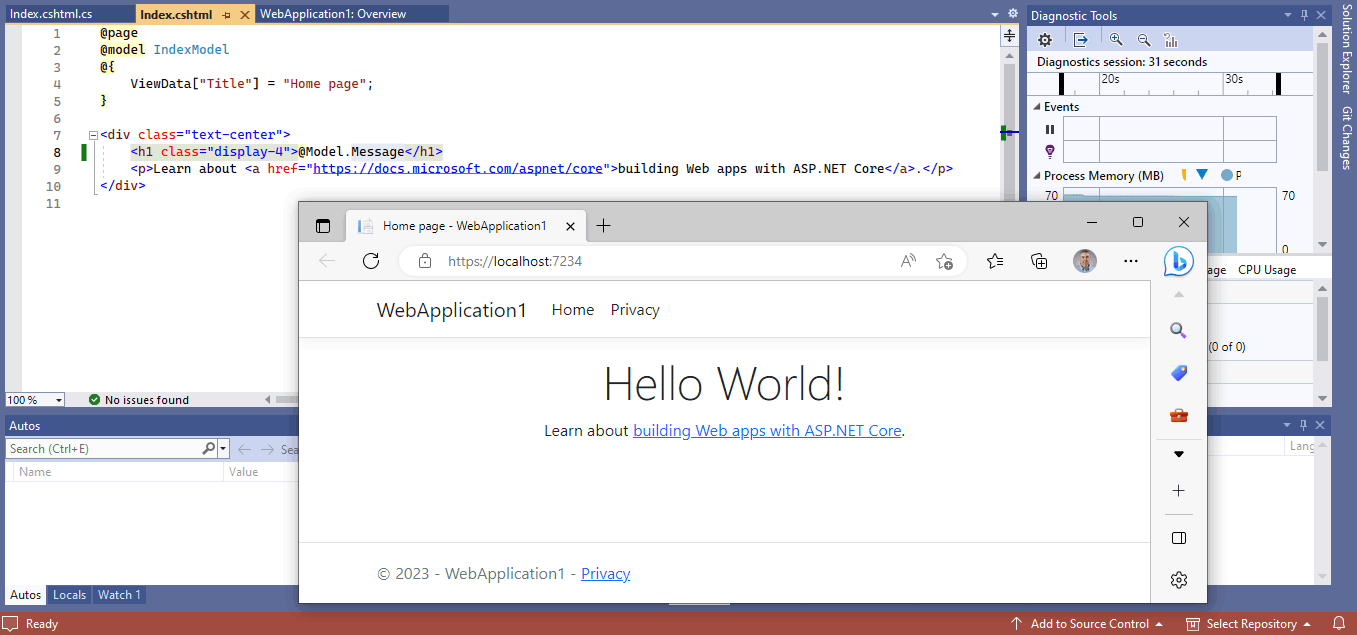 Index.cshtml.cs Index.cshtml WebApplication1: Overview
1 @page
2 @model IndexModel
3 @{
4 ViewData["Title"] = "Home page";
5 }
6
7 <div class="text-center">
8 <h1 class="display-4">@Model.Message</h1>
9 <p>Learn about <a href="https://docs.microsoft.com/aspnet/core">building Web apps with ASP.NET Core</a>.</p>
10 </div>
11
100 % No issues found
Diagnostic Tools
Diagnostics session: 31 seconds
20s 30s
Events
Process Memory (MB) P
70 70
0
age CPU Usage
(0 of 0)
Solution Explorer
Git Changes
Home page - WebApplication1
https://localhost:7234
WebApplication1 Home Privacy
Hello World!
Learn about building Web apps with ASP.NET Core.
© 2023 - WebApplication1 - Privacy
Autos
Search (Ctrl+E) Sea
Name Value
Lang
Autos Locals Watch 1
Ready Add to Source Control Select Repository